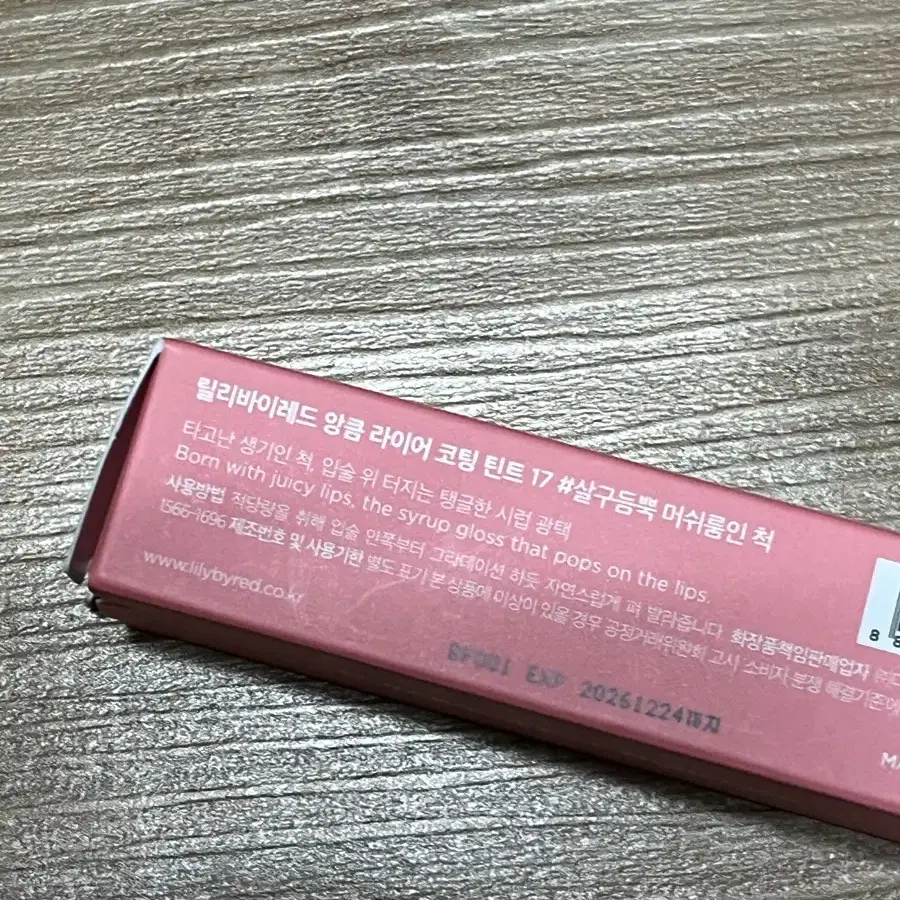 릴리바이레드 앙큼 라이어 코팅 틴트 17 #살구듬뿍 머쉬룸인 척
타고난 생기인 척, 입술 위 터지는 탱글한 시럽 광택
Born with juicy lips, the syrup gloss that pops on the lips.
사용방법 적당량을 취해 입술 안쪽부터 그라데이션 하듯 자연스럽게 펴 발라줍니다. 화장품책임판매업자
1566-1696 제조번호 및 사용기한 별도 표기 본 상품에 이상이 있을 경우 공정거래위원회 고시 소비자 분쟁 해결기준에
www.lilybyred.co.kr
EXP 20261224까지
8
MA